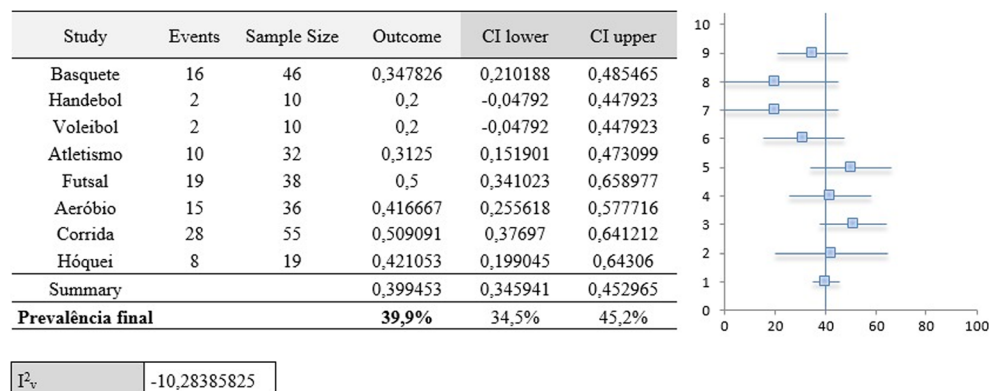 Study Events Sample Size Outcome CI lower CI upper
Basquete 16 46 0,347826 0,210188 0,485465
Handebol 2 10 0,2 -0,04792 0,447923
Voleibol 2 10 0,2 -0,04792 0,447923
Atletismo 10 32 0,3125 0,151901 0,473099
Futsal 19 38 0,5 0,341023 0,658977
Aeróbio 15 36 0,416667 0,255618 0,577716
Corrida 28 55 0,509091 0,37697 0,641212
Hóquei 8 19 0,421053 0,199045 0,64306
Summary 0,399453 0,345941 0,452965
Prevalência final 39,9% 34,5% 45,2%
I²ᵥ -10,28385825
10
9
8
7
6
5
4
3
2
1
0
0 20 40 60 80 100